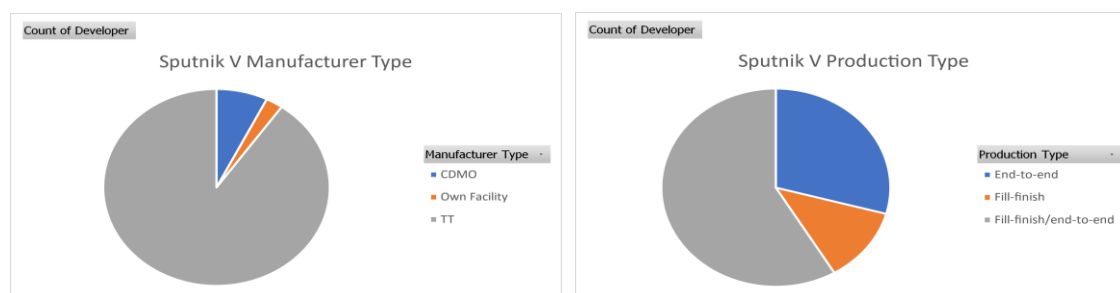 Count of Developer
Sputnik V Manufacturer Type
Manufacturer Type
CDMO
Own Facility
TT
Count of Developer
Sputnik V Production Type
Production Type
End-to-end
Fill-finish
Fill-finish/end-to-end